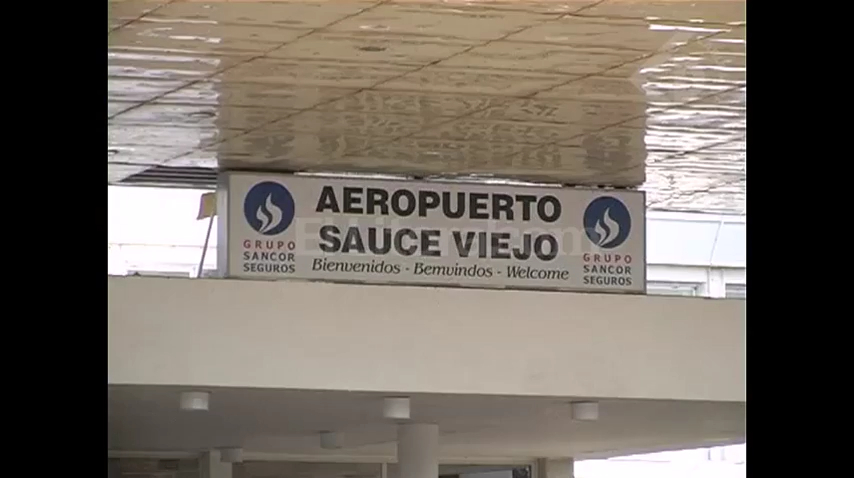 AEROPUERTO
SAUCE VIEJO
Bienvenidos - Bemvindos - Welcome
GRUPO
SANCOR
SEGUROS
GRUPO
SANCOR
SEGUROS